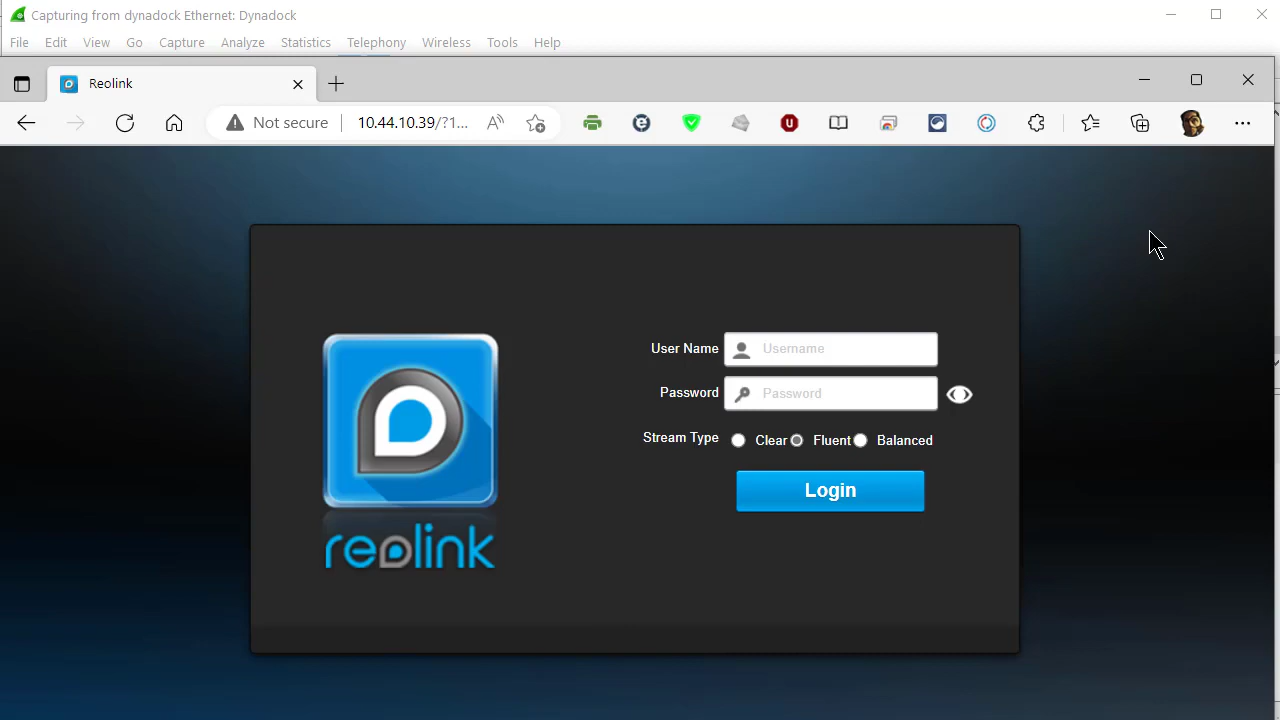 Capturing from dynadock Ethernet: Dynadock
File Edit View Go Capture Analyze Statistics Telephony Wireless Tools Help
Reolink
Not secure 10.44.10.39/?1...
User Name Username
Password Password
Stream Type Clear Fluent Balanced
Login
reolink